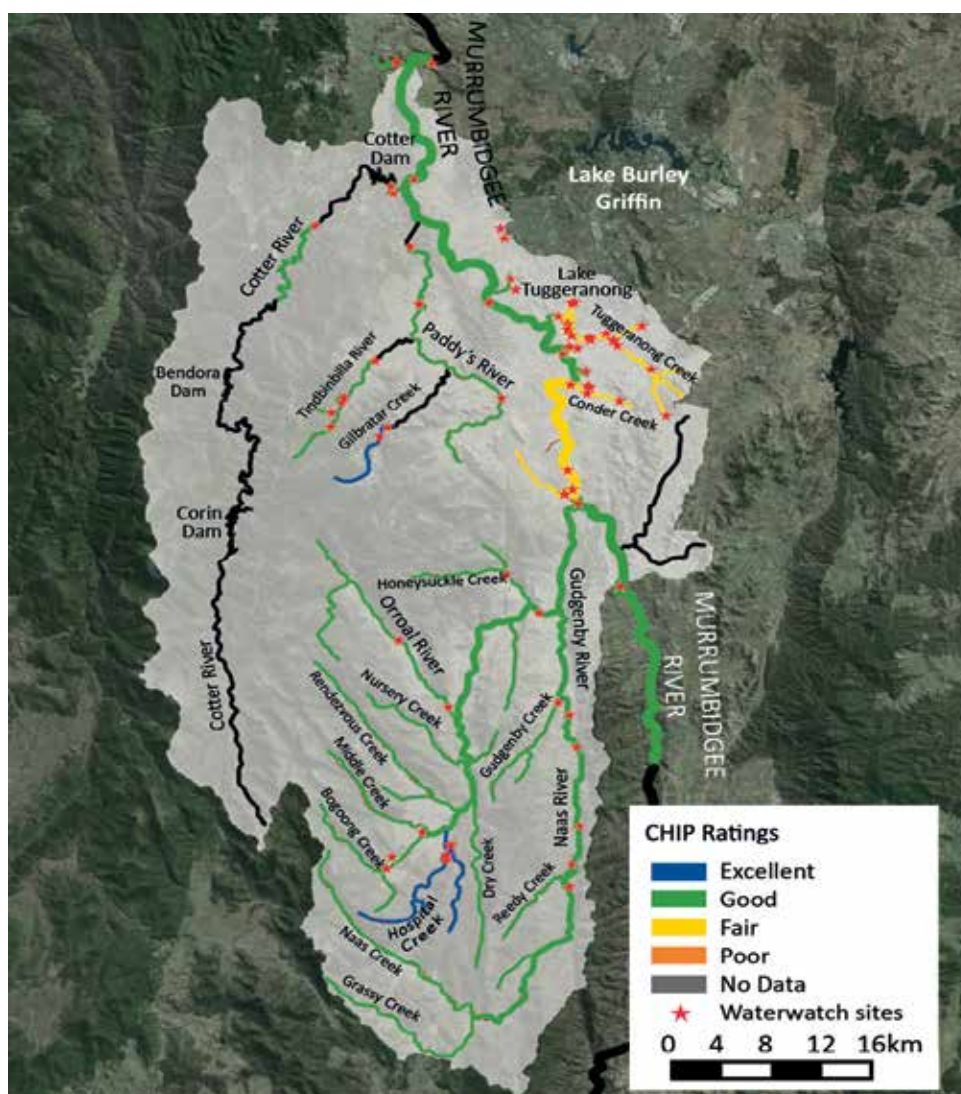 MURRUMBIDGEE
RIVER
Cotter
Dam
Lake Burley
Griffin
Cotter River
Lake
Tuggeranong
Tuggeranong Creek
Paddy's River
Bendora
Dam
Tindbinbilla River
Gilbratar Creek
Conder Creek
Corin
Dam
Honeysuckle Creek
Orroal River
Gudgenby River
MURRUMBIDGEE
RIVER
Cotter River
Nursery Creek
Rendezvous Creek
Middle Creek
Gudgenby Creek
Bogoong Creek
Naas River
Dry Creek
Reedy Creek
Hospital
Creek
Naas Creek
Grassy Creek
CHIP Ratings
Excellent
Good
Fair
Poor
No Data
Waterwatch sites
0 4 8 12 16km